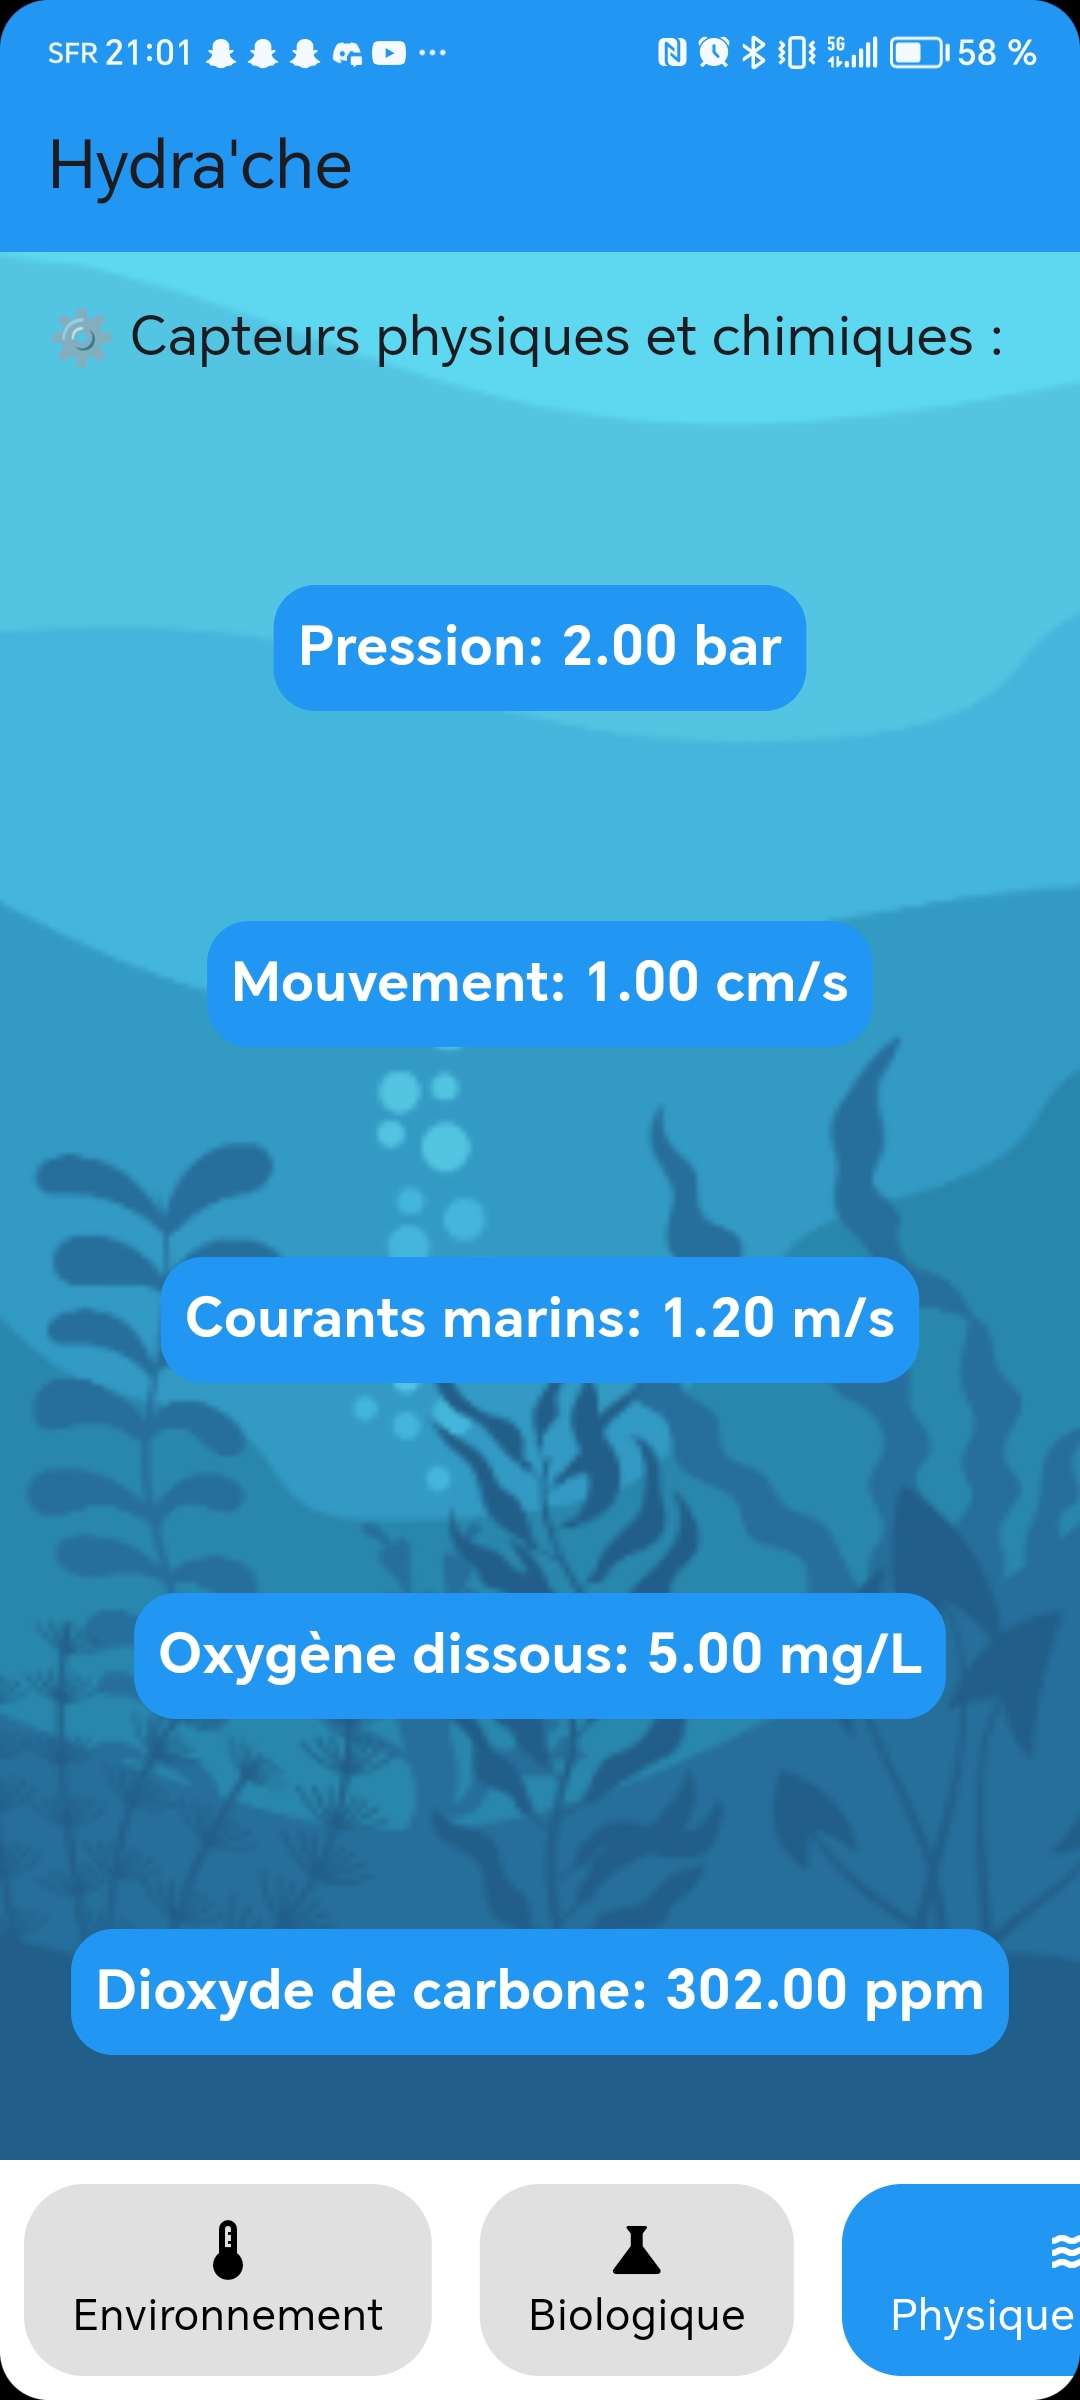 SFR 21:01 5G 58 %
Hydra'che
⚙️ Capteurs physiques et chimiques :
Pression: 2.00 bar
Mouvement: 1.00 cm/s
Courants marins: 1.20 m/s
Oxygène dissous: 5.00 mg/L
Dioxyde de carbone: 302.00 ppm
Environnement Biologique Physique